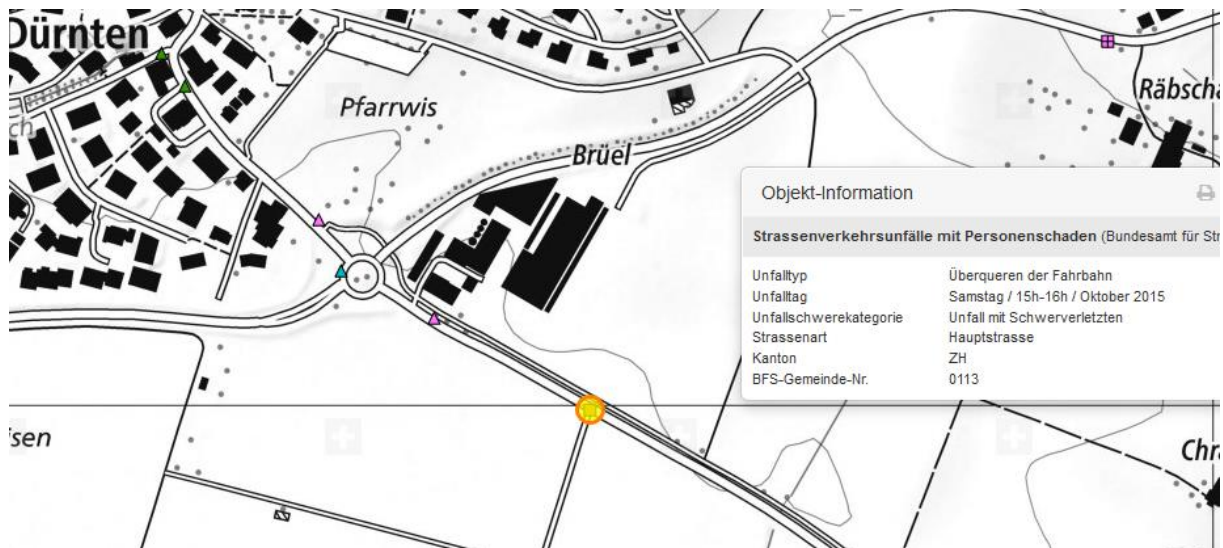 Dürnten
Pfarrwis
Räbscha
Brüel
Objekt-Information
Strassenverkehrsunfälle mit Personenschaden (Bundesamt für Str
Unfalltyp Überqueren der Fahrbahn
Unfalltag Samstag / 15h-16h / Oktober 2015
Unfallschwerekategorie Unfall mit Schwerverletzten
Strassenart Hauptstrasse
Kanton ZH
BFS-Gemeinde-Nr. 0113
isen
Chr